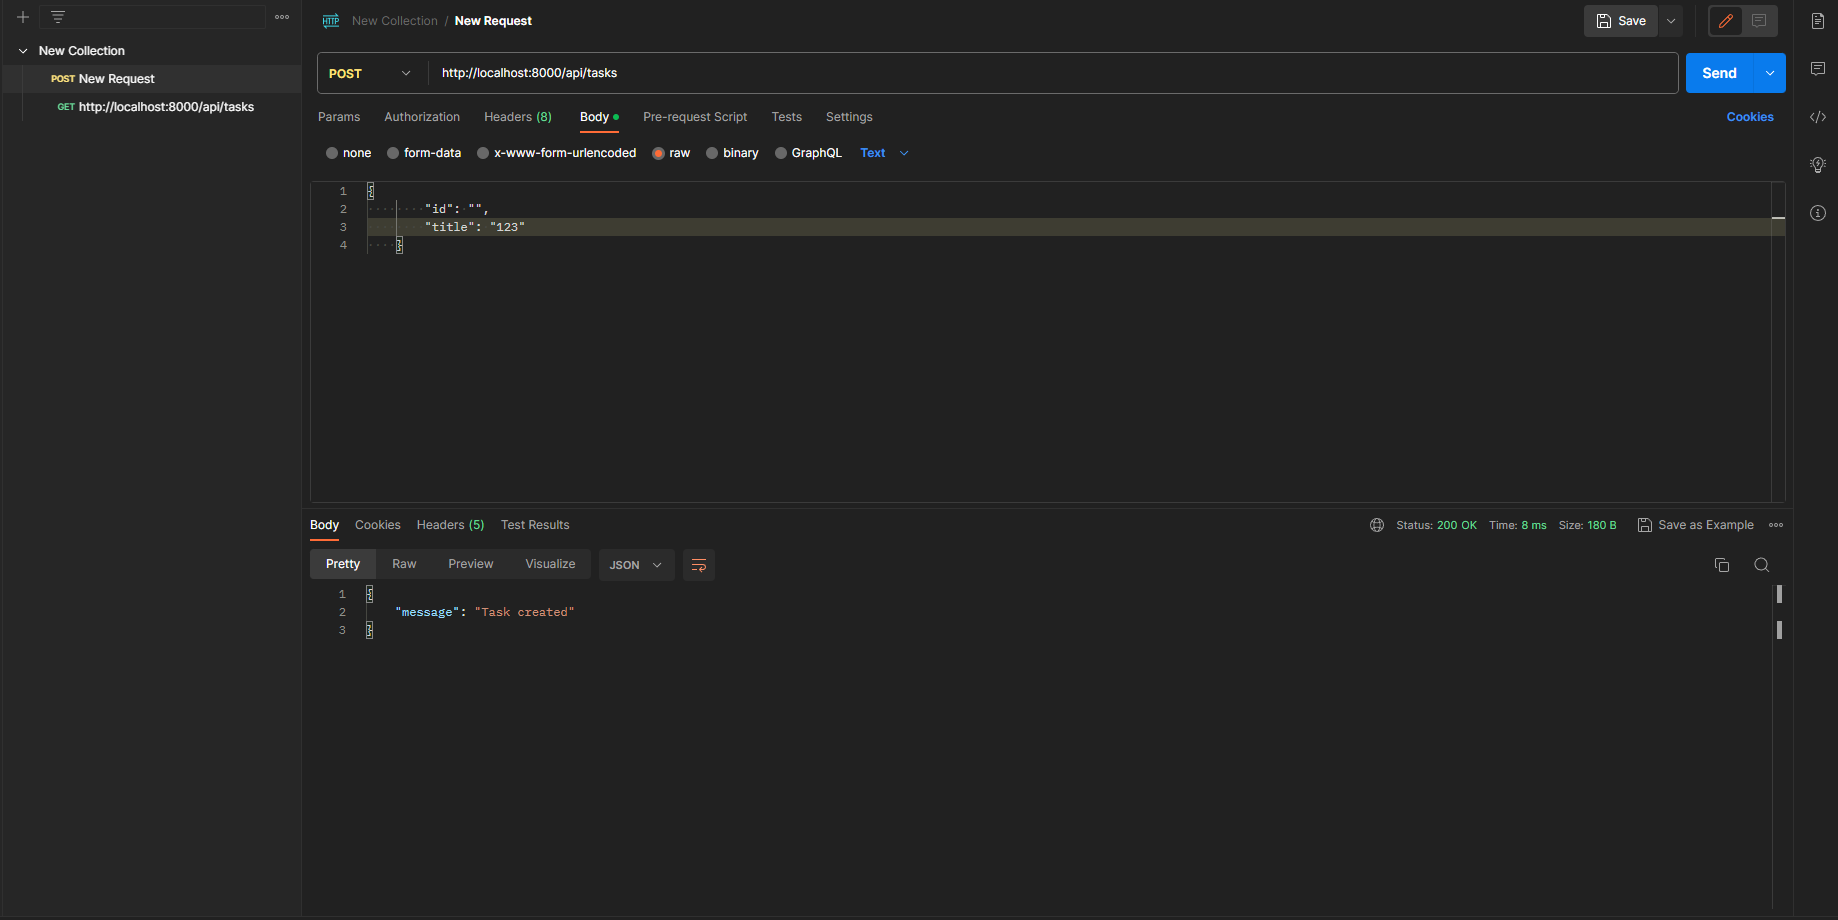 New Collection
POST New Request
GET http://localhost:8000/api/tasks
HTTP New Collection / New Request
Save
POST http://localhost:8000/api/tasks
Send
Params Authorization Headers (8) Body Pre-request Script Tests Settings Cookies
none form-data x-www-form-urlencoded raw binary GraphQL Text
1 {
2 "id": "",
3 "title": "123"
4 }
Body Cookies Headers (5) Test Results Status: 200 OK Time: 8 ms Size: 180 B Save as Example
Pretty Raw Preview Visualize JSON
1 {
2 "message": "Task created"
3 }